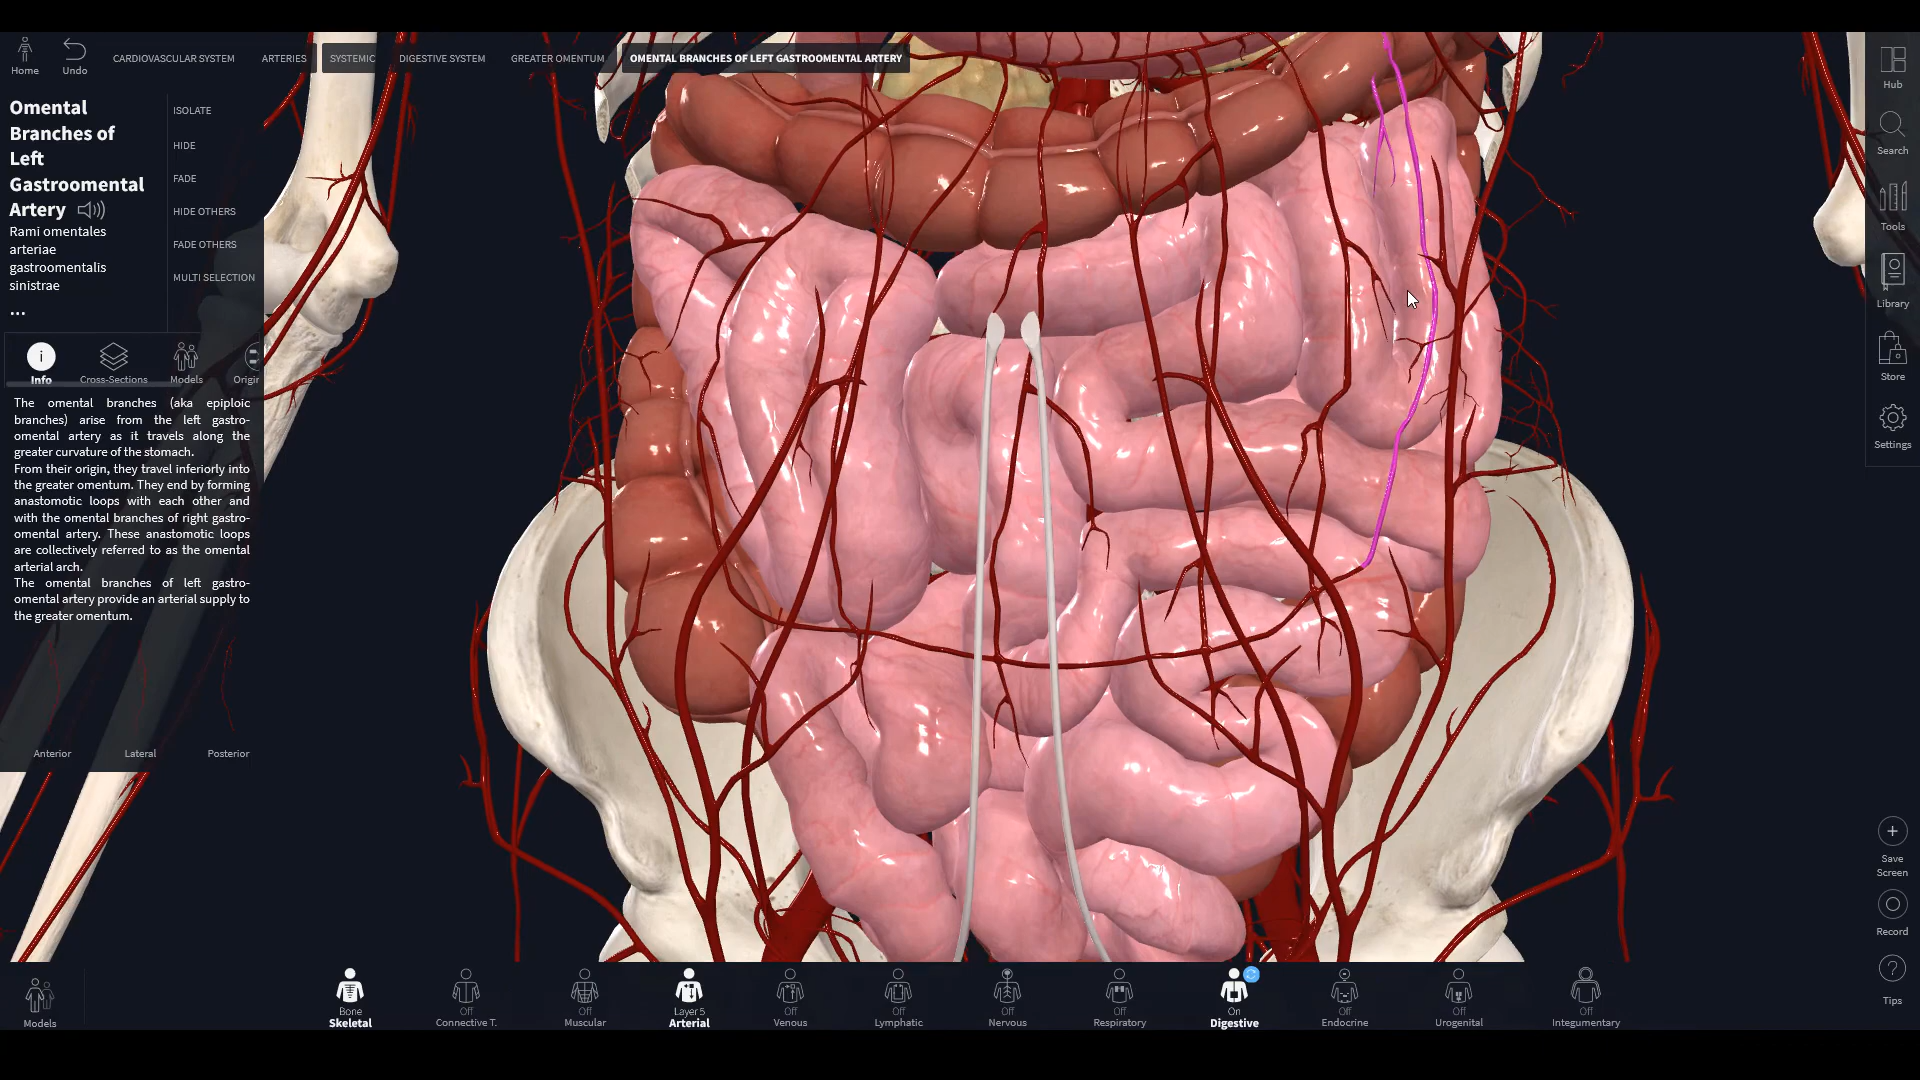 Home
Undo
CARDIOVASCULAR SYSTEM
ARTERIES
SYSTEMIC
DIGESTIVE SYSTEM
GREATER OMENTUM
OMENTAL BRANCHES OF LEFT GASTROOMENTAL ARTERY
Omental
Branches of
Left
Gastroomental
Artery
Rami omentales
arteriae
gastroomentalis
sinistrae
...
ISOLATE
HIDE
FADE
HIDE OTHERS
FADE OTHERS
MULTI SELECTION
Info
Cross-Sections
Models
Origin
The omental branches (aka epiploic
branches) arise from the left gastro-
omental artery as it travels along the
greater curvature of the stomach.
From their origin, they travel inferiorly into
the greater omentum. They end by forming
anastomotic loops with each other and
with the omental branches of right gastro-
omental artery. These anastomotic loops
are collectively referred to as the omental
arterial arch.
The omental branches of left gastro-
omental artery provide an arterial supply to
the greater omentum.
Anterior
Lateral
Posterior
Hub
Search
Tools
Library
Store
Settings
Save
Screen
Record
Tips
Models
Bone
Skeletal
Off
Connective T.
Off
Muscular
Layer 5
Arterial
Off
Venous
Off
Lymphatic
Off
Nervous
Off
Respiratory
On
Digestive
Off
Endocrine
Off
Urogenital
Off
Integumentary